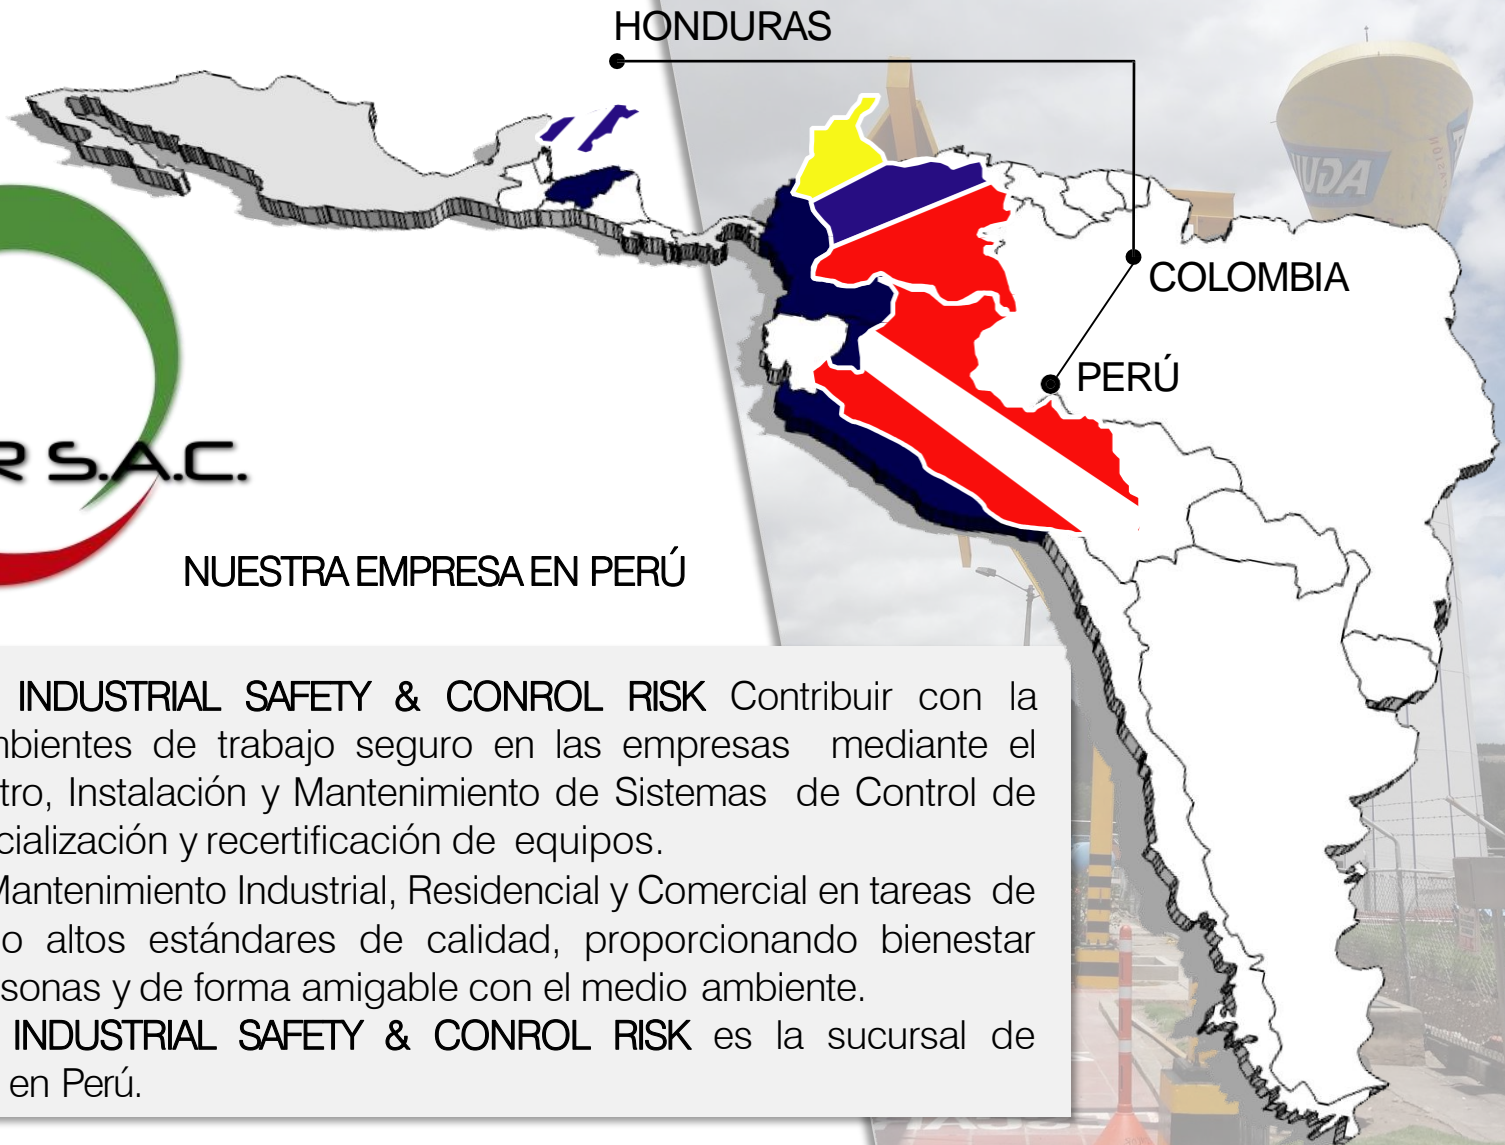 HONDURAS
COLOMBIA
PERÚ
S.A.C.
NUESTRA EMPRESA EN PERÚ
INDUSTRIAL SAFETY & CONROL RISK Contribuir con la
mbientes de trabajo seguro en las empresas mediante el
tro, Instalación y Mantenimiento de Sistemas de Control de
cialización y recertificación de equipos.
Mantenimiento Industrial, Residencial y Comercial en tareas de
o altos estándares de calidad, proporcionando bienestar
sonas y de forma amigable con el medio ambiente.
INDUSTRIAL SAFETY & CONROL RISK es la sucursal de
en Perú.